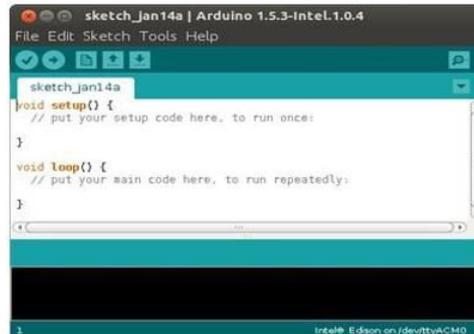 sketch_jan14a | Arduino 1.5.3-Intel.1.0.4
File Edit Sketch Tools Help
sketch_jan14a
void setup() {
// put your setup code here, to run once:
}
void loop() {
// put your main code here, to run repeatedly:
}
1
Intel® Edison on /dev/ttyACM0